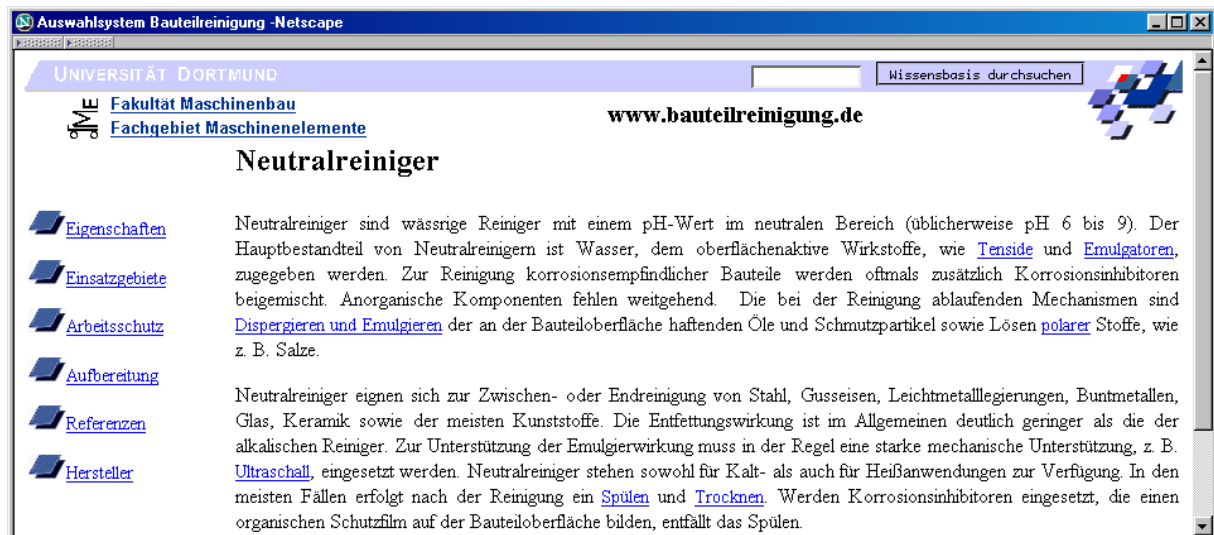 Auswahlsystem Bauteilreinigung -Netscape
UNIVERSITÄT DORTMUND
Wissensbasis durchsuchen
Fakultät Maschinenbau
Fachgebiet Maschinenelemente
www.bauteilreinigung.de
Neutralreiniger
Eigenschaften
Einsatzgebiete
Arbeitsschutz
Aufbereitung
Referenzen
Hersteller
Neutralreiniger sind wässrige Reiniger mit einem pH-Wert im neutralen Bereich (üblicherweise pH 6 bis 9). Der
Hauptbestandteil von Neutralreinigern ist Wasser, dem oberflächenaktive Wirkstoffe, wie Tenside und Emulgatoren,
zugegeben werden. Zur Reinigung korrosionsempfindlicher Bauteile werden oftmals zusätzlich Korrosionsinhibitoren
beigemischt. Anorganische Komponenten fehlen weitgehend. Die bei der Reinigung ablaufenden Mechanismen sind
Dispergieren und Emulgieren der an der Bauteiloberfläche haftenden Öle und Schmutzpartikel sowie Lösen polarer Stoffe, wie
z. B. Salze.
Neutralreiniger eignen sich zur Zwischen- oder Endreinigung von Stahl, Gusseisen, Leichtmetalllegierungen, Buntmetallen,
Glas, Keramik sowie der meisten Kunststoffe. Die Entfettungswirkung ist im Allgemeinen deutlich geringer als die der
alkalischen Reiniger. Zur Unterstützung der Emulgierwirkung muss in der Regel eine starke mechanische Unterstützung, z. B.
Ultraschall, eingesetzt werden. Neutralreiniger stehen sowohl für Kalt- als auch für Heißanwendungen zur Verfügung. In den
meisten Fällen erfolgt nach der Reinigung ein Spülen und Trocknen. Werden Korrosionsinhibitoren eingesetzt, die einen
organischen Schutzfilm auf der Bauteiloberfläche bilden, entfällt das Spülen.